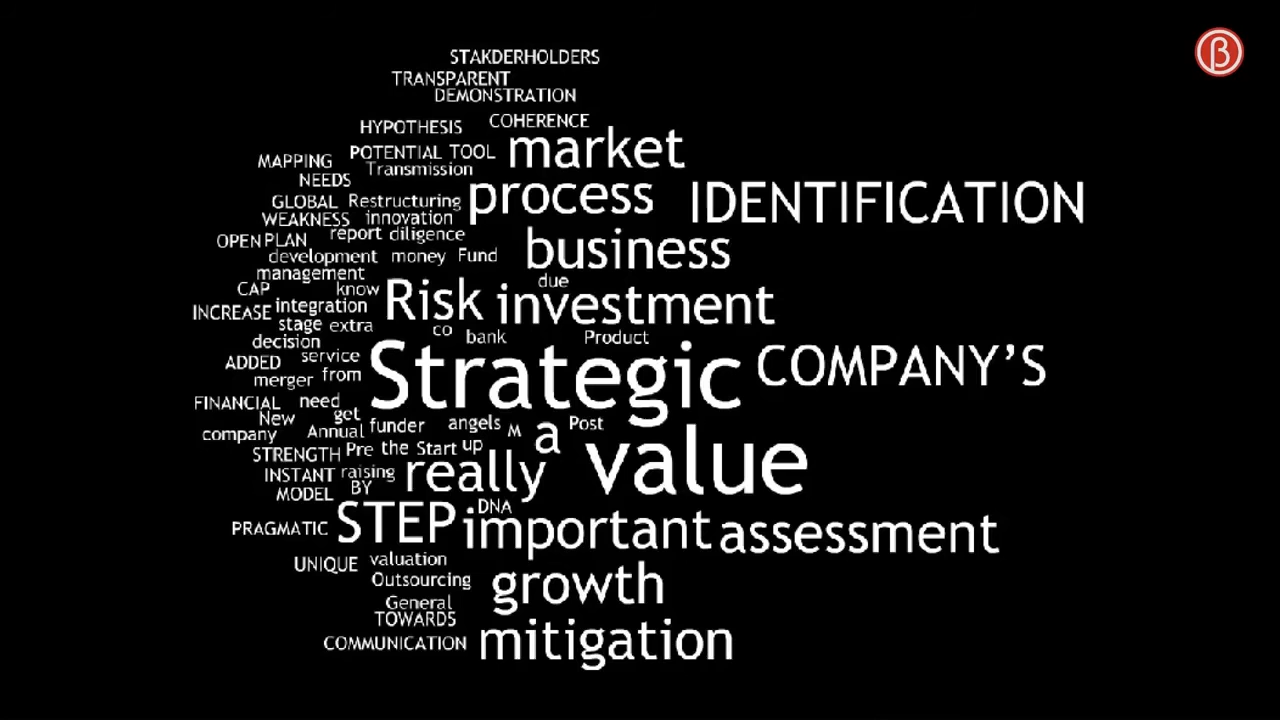 β
STAKDERHOLDERS
TRANSPARENT
DEMONSTRATION
HYPOTHESIS COHERENCE
MAPPING POTENTIAL TOOL market
Transmission
NEEDS
GLOBAL Restructuring process IDENTIFICATION
WEAKNESS innovation
OPEN PLAN report diligence business
development money Fund
management
CAP know Risk due
INCREASE integration investment
stage extra co bank Product
decision
ADDED service Strategic COMPANY’S
merger from
FINANCIAL need
New get
company Annual funder angels M a Post
STRENGTH Pre the Start up
INSTANT raising really value
MODEL BY
PRAGMATIC STEP DNA important assessment
UNIQUE valuation
Outsourcing growth
General
TOWARDS
COMMUNICATION mitigation